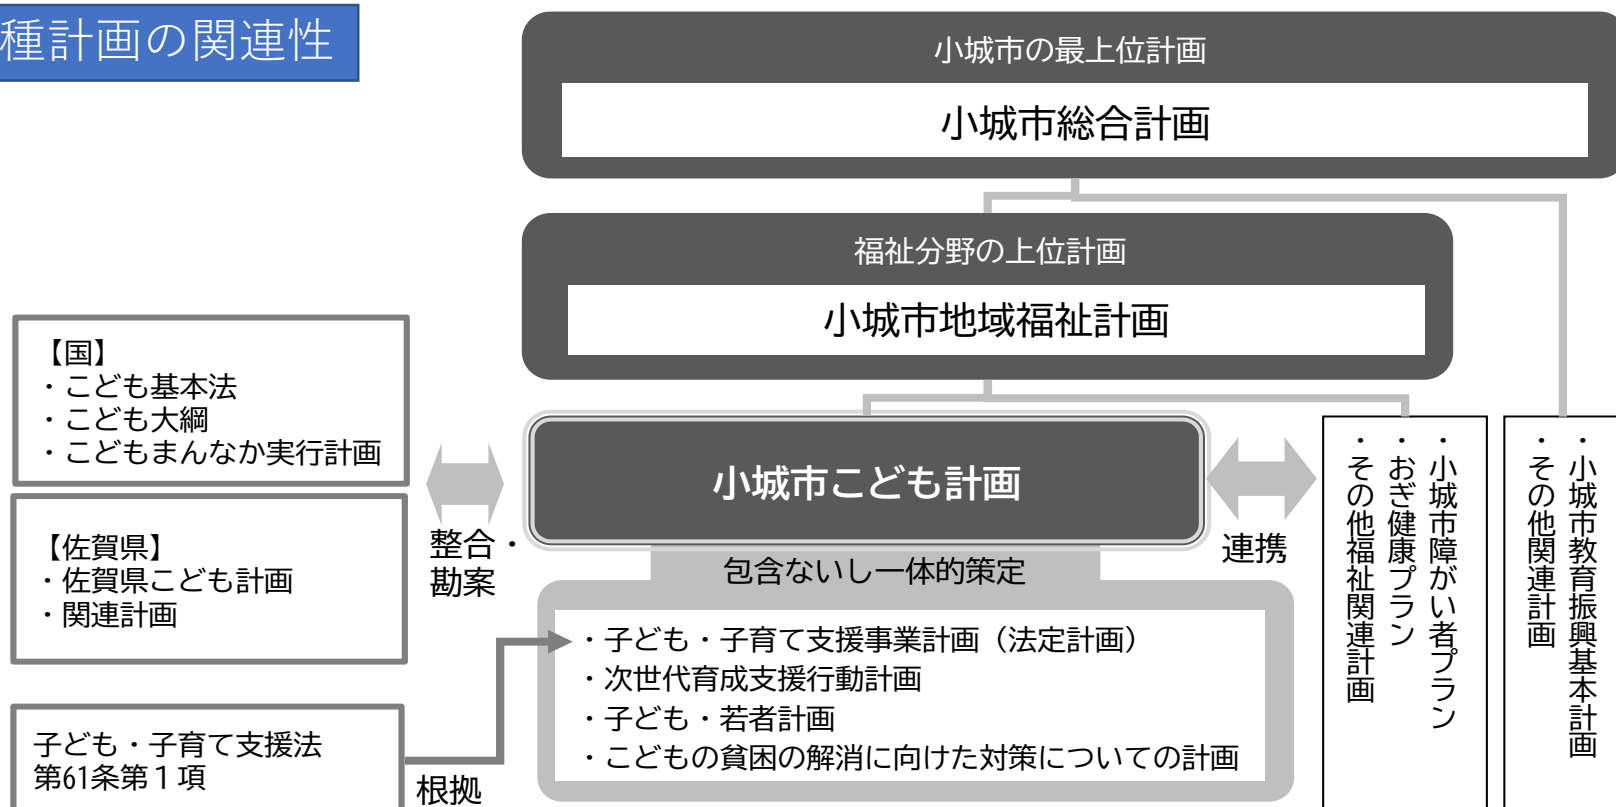 種計画の関連性
小城市の最上位計画
小城市総合計画
福祉分野の上位計画
小城市地域福祉計画
【国】
・こども基本法
・こども大綱
・こどもまんなか実行計画
【佐賀県】
・佐賀県こども計画
・関連計画
整合・
勘案
小城市こども計画
連携
包含ないし一体的策定
・子ども・子育て支援事業計画（法定計画）
・次世代育成支援行動計画
・子ども・若者計画
・こどもの貧困の解消に向けた対策についての計画
子ども・子育て支援法
第61条第１項
根拠
・小城市障がい者プラン
・おぎ健康プラン
・その他福祉関連計画
・小城市教育振興基本計画
・その他関連計画